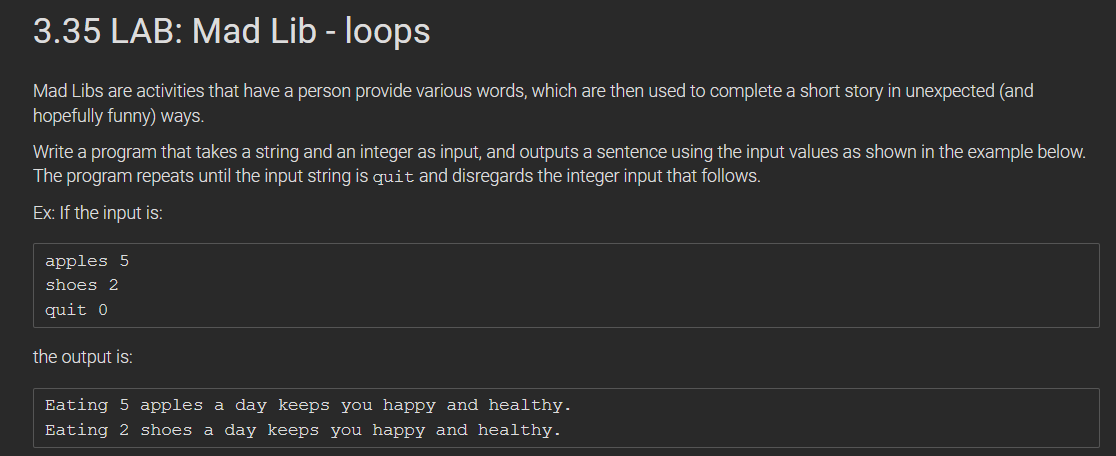 3.35 LAB: Mad Lib - loops
Mad Libs are activities that have a person provide various words, which are then used to complete a short story in unexpected (and
hopefully funny) ways.
Write a program that takes a string and an integer as input, and outputs a sentence using the input values as shown in the example below.
The program repeats until the input string is quit and disregards the integer input that follows.
Ex: If the input is:
apples 5
shoes 2
quit 0
the output is:
Eating 5 apples a day keeps you happy and healthy.
Eating 2 shoes a day keeps you happy and healthy.